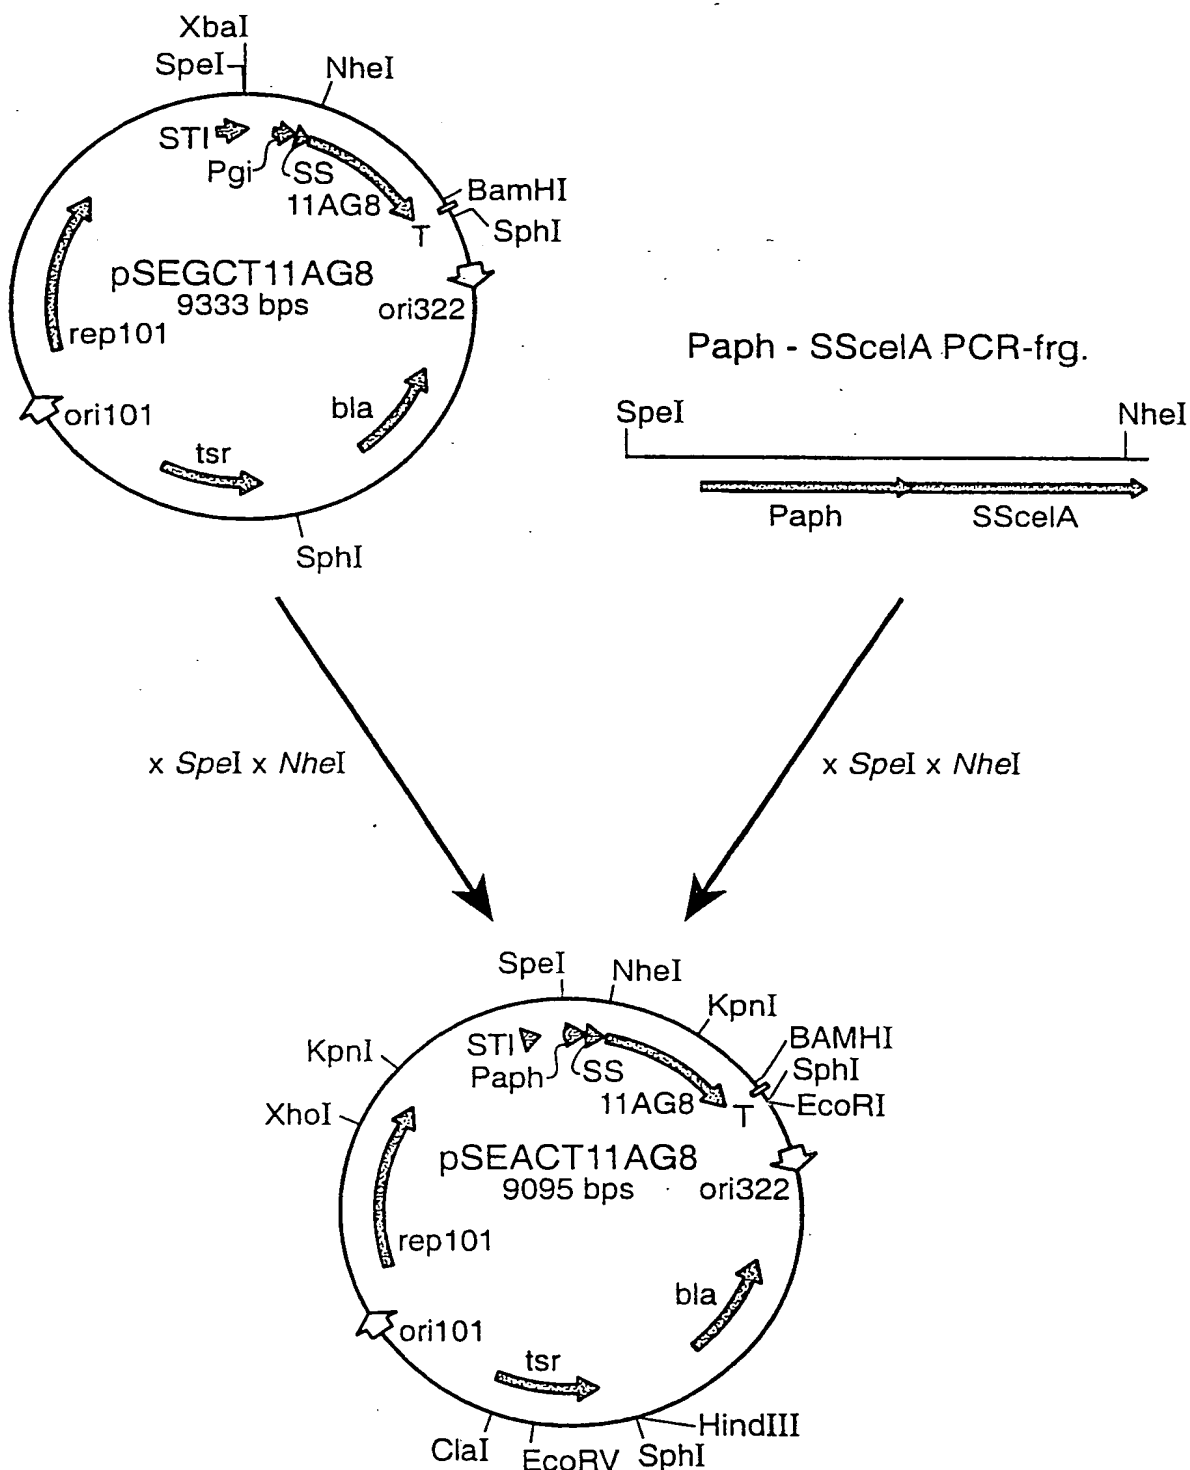 XbaI
SpeI
NheI
STI
Pgi
SS
11AG8
BamHI
SphI
T
pSEGCT11AG8
9333 bps
ori322
rep101
ori101
bla
tsr
SphI
Paph - SScelA PCR-frg.
SpeI
NheI
Paph
SScelA
x SpeI x NheI
x SpeI x NheI
SpeI
NheI
KpnI
KpnI
STI
Paph
SS
BAMHI
SphI
EcoRI
11AG8
T
XhoI
pSEACT11AG8
9095 bps
ori322
rep101
bla
ori101
tsr
HindIII
ClaI
EcoRV
SphI